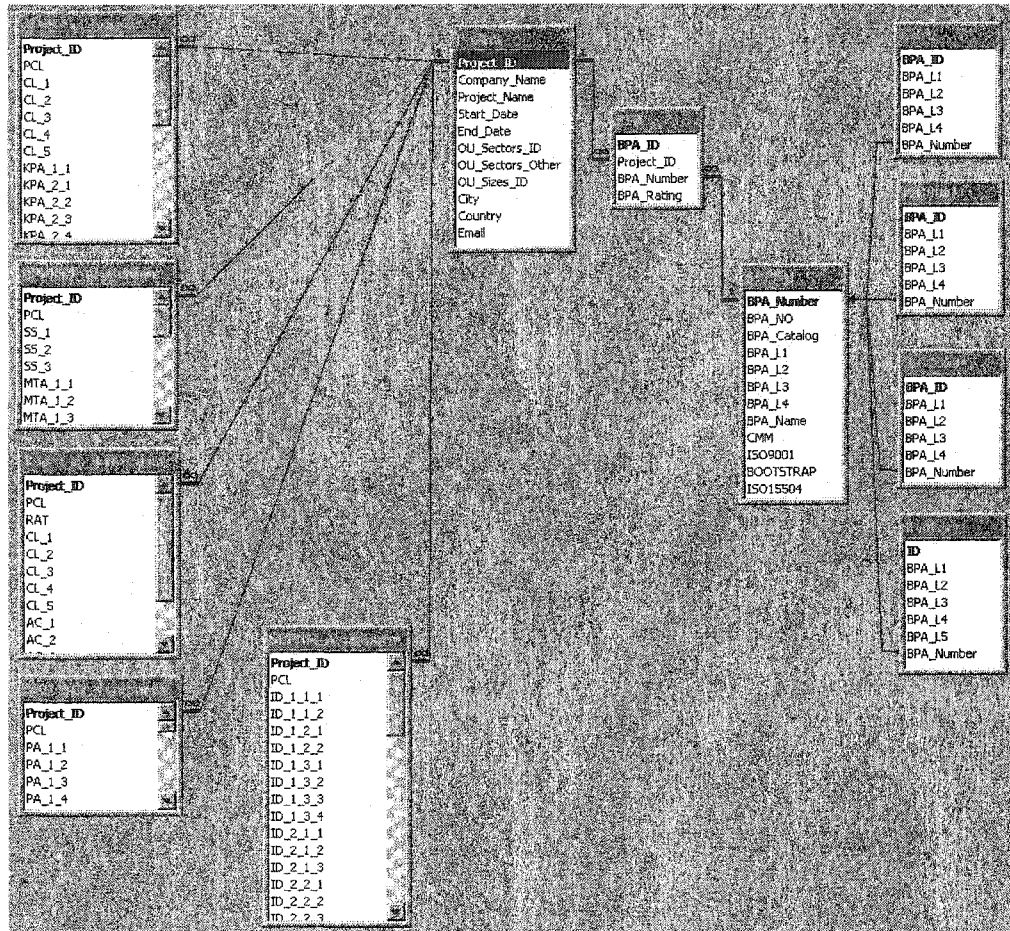 Project_ID
PCL
CL_1
CL_2
CL_3
CL_4
CL_5
KPA_1_1
KPA_2_1
KPA_2_2
KPA_2_3
KPA_2_4
Project_ID
PCL
SS_1
SS_2
SS_3
MTA_1_1
MTA_1_2
MTA_1_3
Project_ID
PCL
RAT
CL_1
CL_2
CL_3
CL_4
CL_5
AC_1
AC_2
Project_ID
PCL
PA_1_1
PA_1_2
PA_1_3
PA_1_4
Project_ID
PCL
ID_1_1_1
ID_1_1_2
ID_1_2_1
ID_1_2_2
ID_1_3_1
ID_1_3_2
ID_1_3_3
ID_1_3_4
ID_2_1_1
ID_2_1_2
ID_2_1_3
ID_2_2_1
ID_2_2_2
ID_2_2_3
Project_ID
Company_Name
Project_Name
Start_Date
End_Date
OU_Sectors_ID
OU_Sectors_Other
OU_Sizes_ID
City
Country
Email
BPA_ID
Project_ID
BPA_Number
BPA_Rating
BPA_Number
BPA_NO
BPA_Catalog
BPA_L1
BPA_L2
BPA_L3
BPA_L4
BPA_Name
CMM
ISO9001
BOOTSTRAP
ISO15504
BPA_ID
BPA_L1
BPA_L2
BPA_L3
BPA_L4
BPA_Number
BPA_ID
BPA_L1
BPA_L2
BPA_L3
BPA_L4
BPA_Number
BPA_ID
BPA_L1
BPA_L2
BPA_L3
BPA_L4
BPA_Number
ID
BPA_L1
BPA_L2
BPA_L3
BPA_L4
BPA_L5
BPA_Number